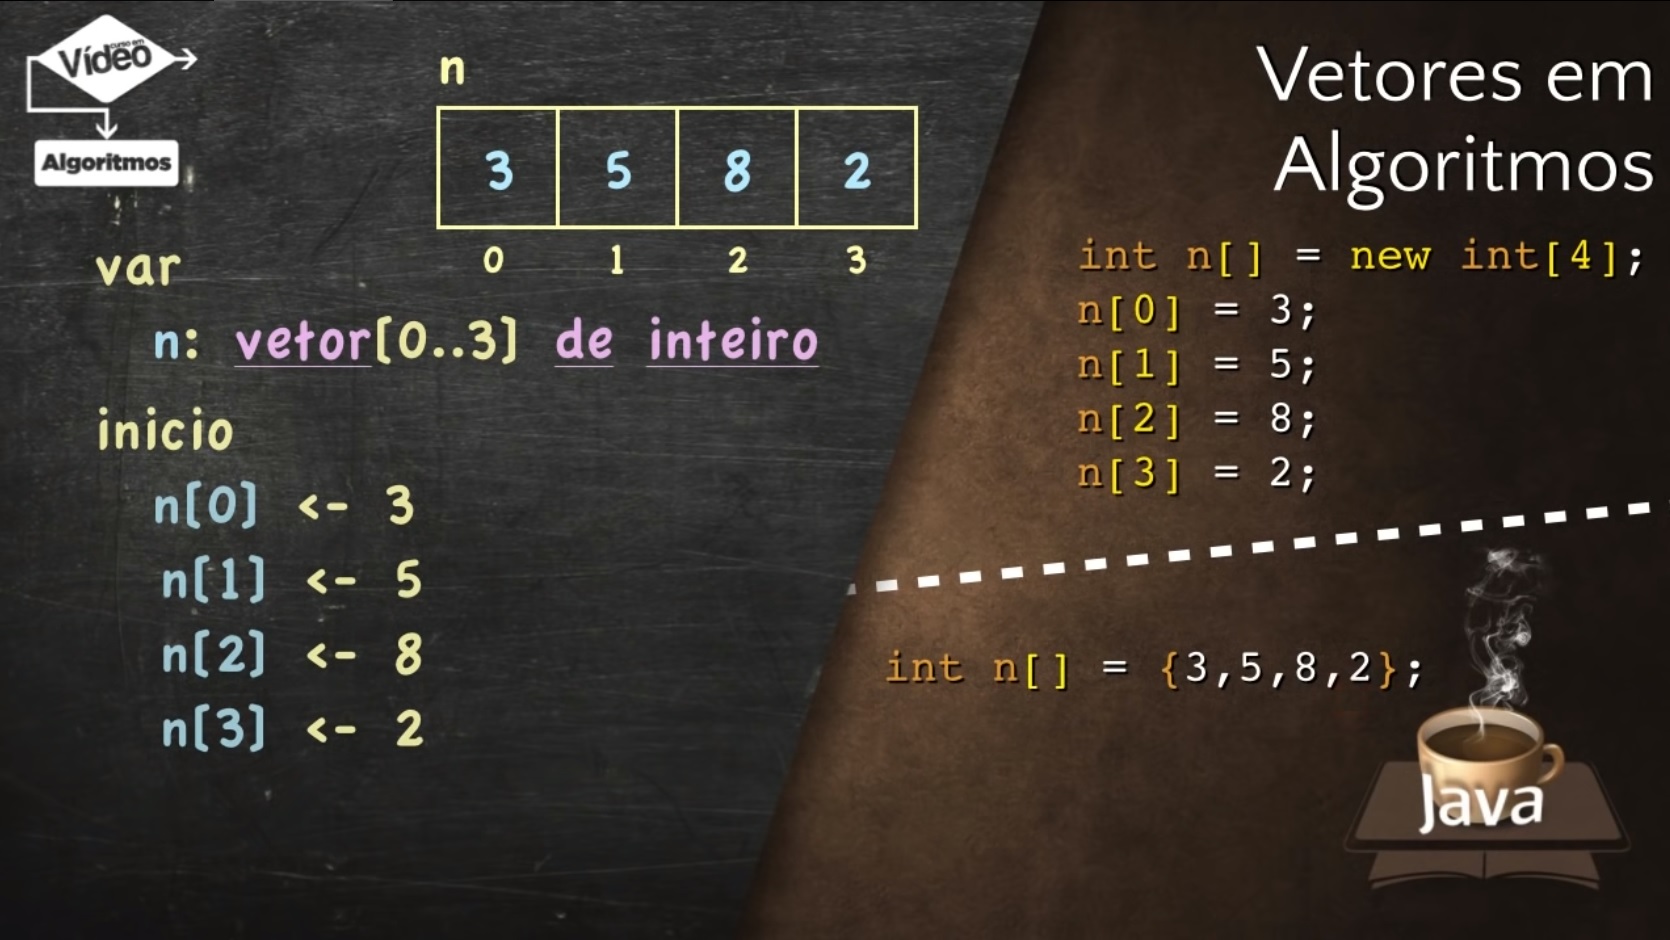 curso em
Vídeo
Algoritmos
n
3 5 8 2
0 1 2 3
var
n: vetor[0..3] de inteiro
inicio
n[0] <- 3
n[1] <- 5
n[2] <- 8
n[3] <- 2
Vetores em
Algoritmos
int n[] = new int[4];
n[0] = 3;
n[1] = 5;
n[2] = 8;
n[3] = 2;
int n[] = {3,5,8,2};
Java